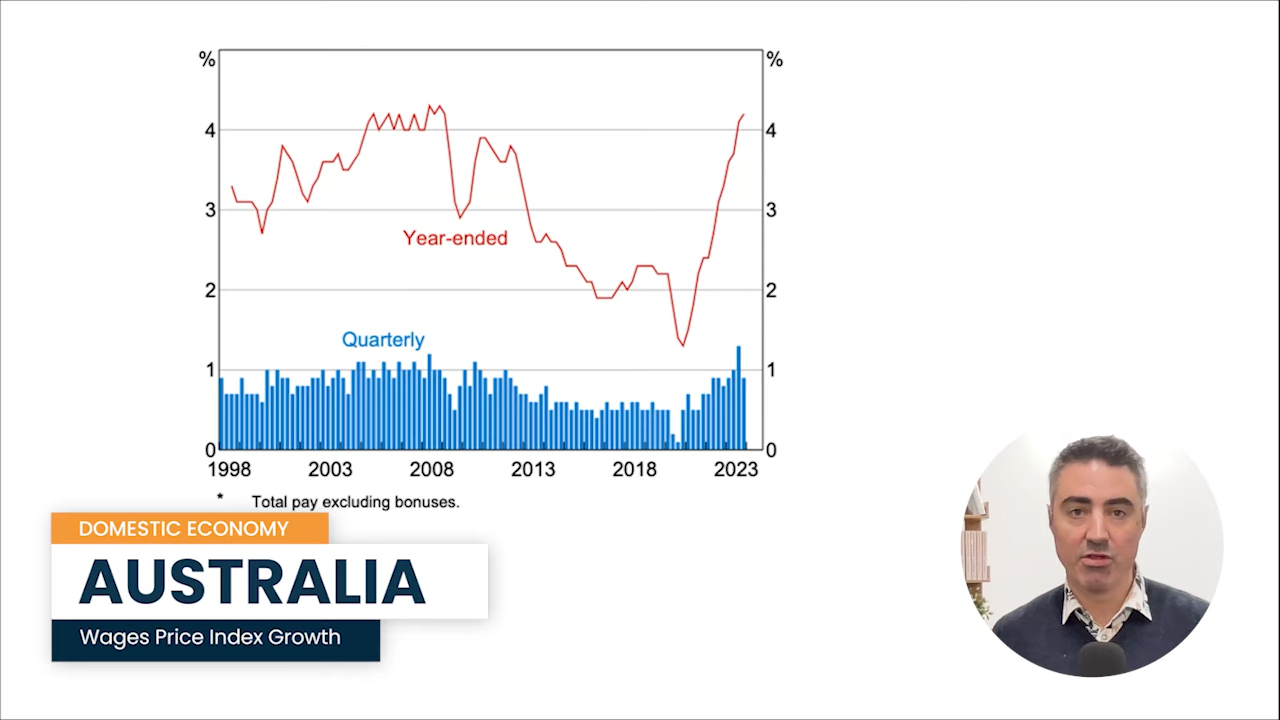 % %
4 4
3 3
Year-ended
2 2
Quarterly
1 1
0 0
1998 2003 2008 2013 2018 2023
* Total pay excluding bonuses.
DOMESTIC ECONOMY
AUSTRALIA
Wages Price Index Growth